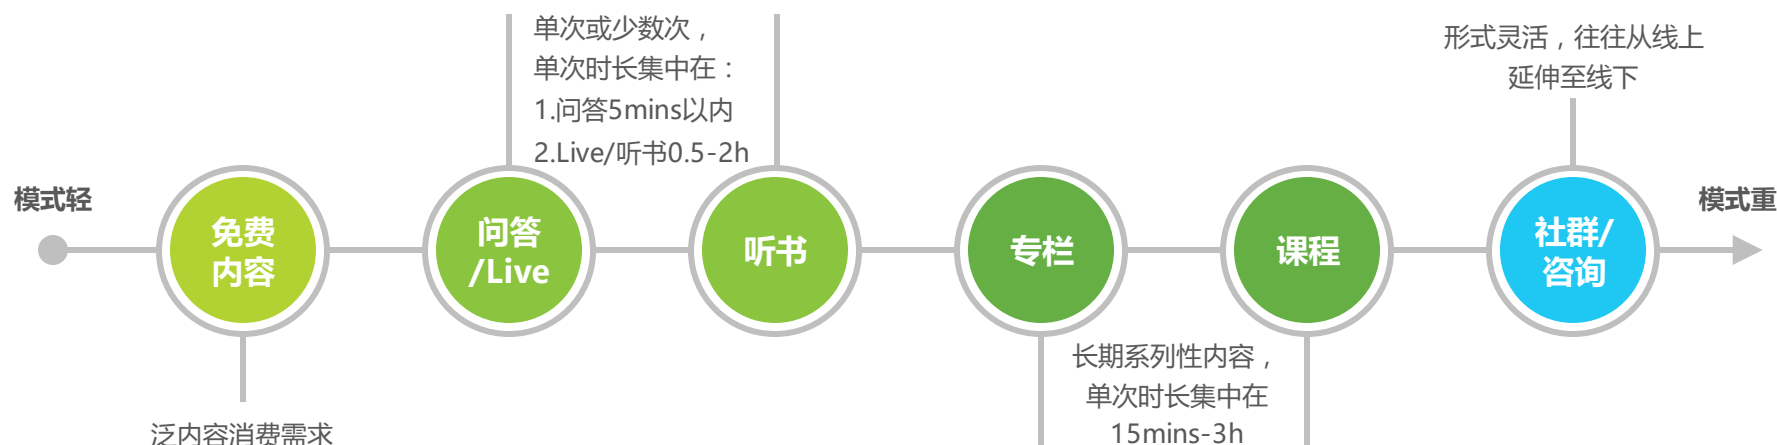 单次或少数次，
单次时长集中在：
1.问答5mins以内
2.Live/听书0.5-2h
形式灵活，往往从线上
延伸至线下
模式轻
免费
内容
问答
/Live
听书
专栏
课程
社群/
咨询
模式重
泛内容消费需求
长期系列性内容，
单次时长集中在
15mins-3h